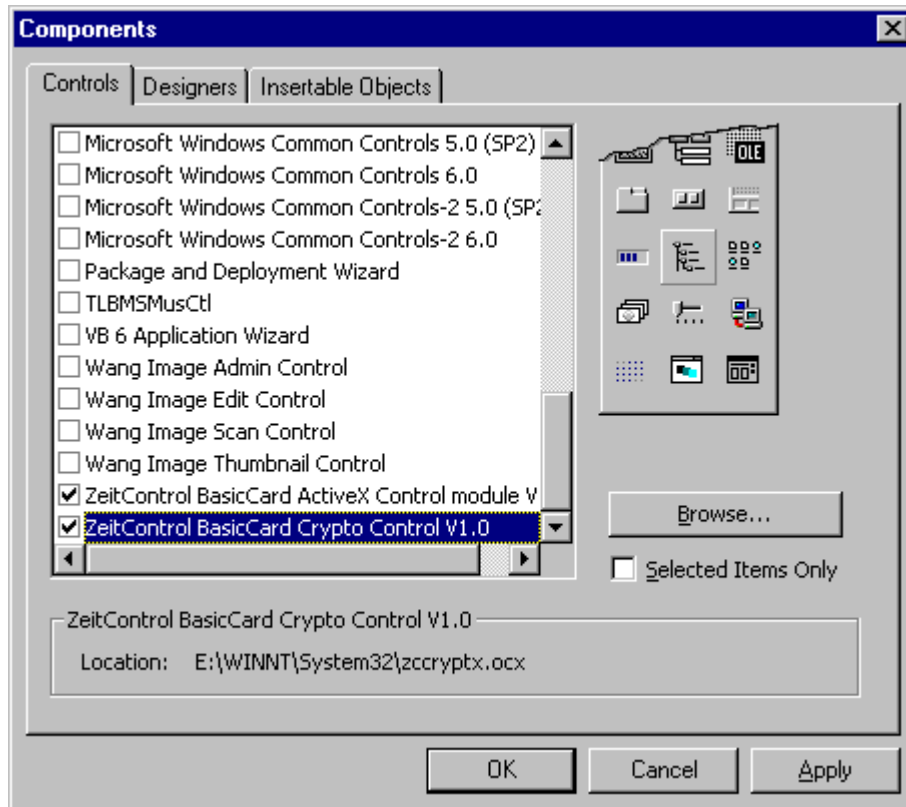 Components
Controls
Designers
Insertable Objects
Microsoft Windows Common Controls 5.0 (SP2)
Microsoft Windows Common Controls 6.0
Microsoft Windows Common Controls-2 5.0 (SP2
Microsoft Windows Common Controls-2 6.0
Package and Deployment Wizard
TLBMSMusCtl
VB 6 Application Wizard
Wang Image Admin Control
Wang Image Edit Control
Wang Image Scan Control
Wang Image Thumbnail Control
ZeitControl BasicCard ActiveX Control module V
ZeitControl BasicCard Crypto Control V1.0
OLE
Browse...
Selected Items Only
ZeitControl BasicCard Crypto Control V1.0
Location: E:\WINNT\System32\zccryptx.ocx
OK
Cancel
Apply